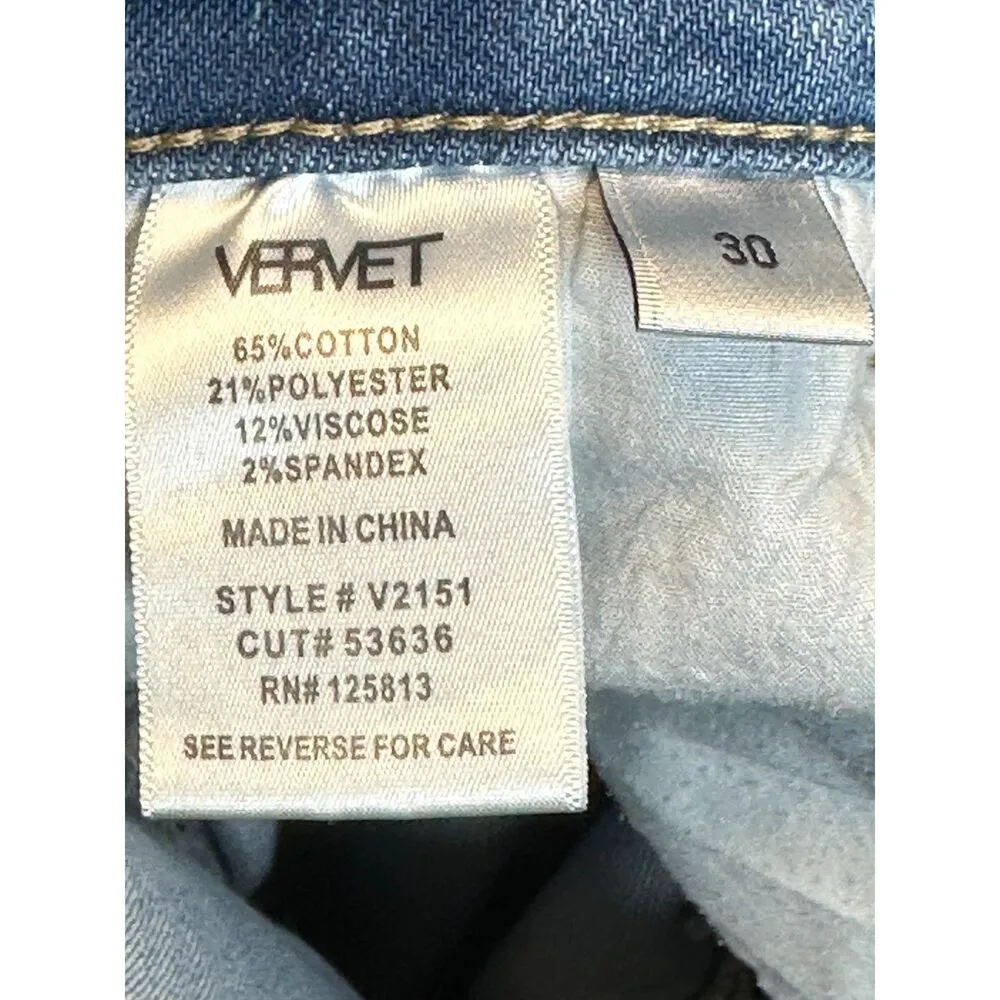 VERVET
65%COTTON
21%POLYESTER
12%VISCOSE
2%SPANDEX
MADE IN CHINA
STYLE # V2151
CUT# 53636
RN# 125813
SEE REVERSE FOR CARE
30